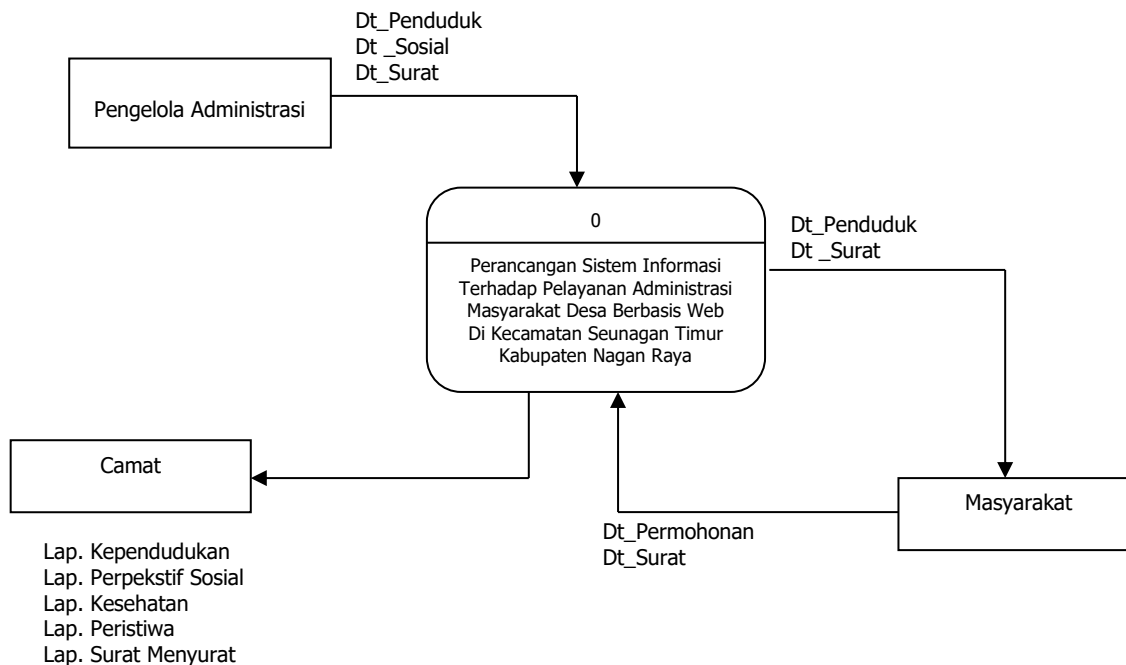 Dt_Penduduk
Dt _Sosial
Dt_Surat
Pengelola Administrasi
0
Perancangan Sistem Informasi
Terhadap Pelayanan Administrasi
Masyarakat Desa Berbasis Web
Di Kecamatan Seunagan Timur
Kabupaten Nagan Raya
Dt_Penduduk
Dt _Surat
Camat
Masyarakat
Dt_Permohonan
Dt_Surat
Lap. Kependudukan
Lap. Perpekstif Sosial
Lap. Kesehatan
Lap. Peristiwa
Lap. Surat Menyurat